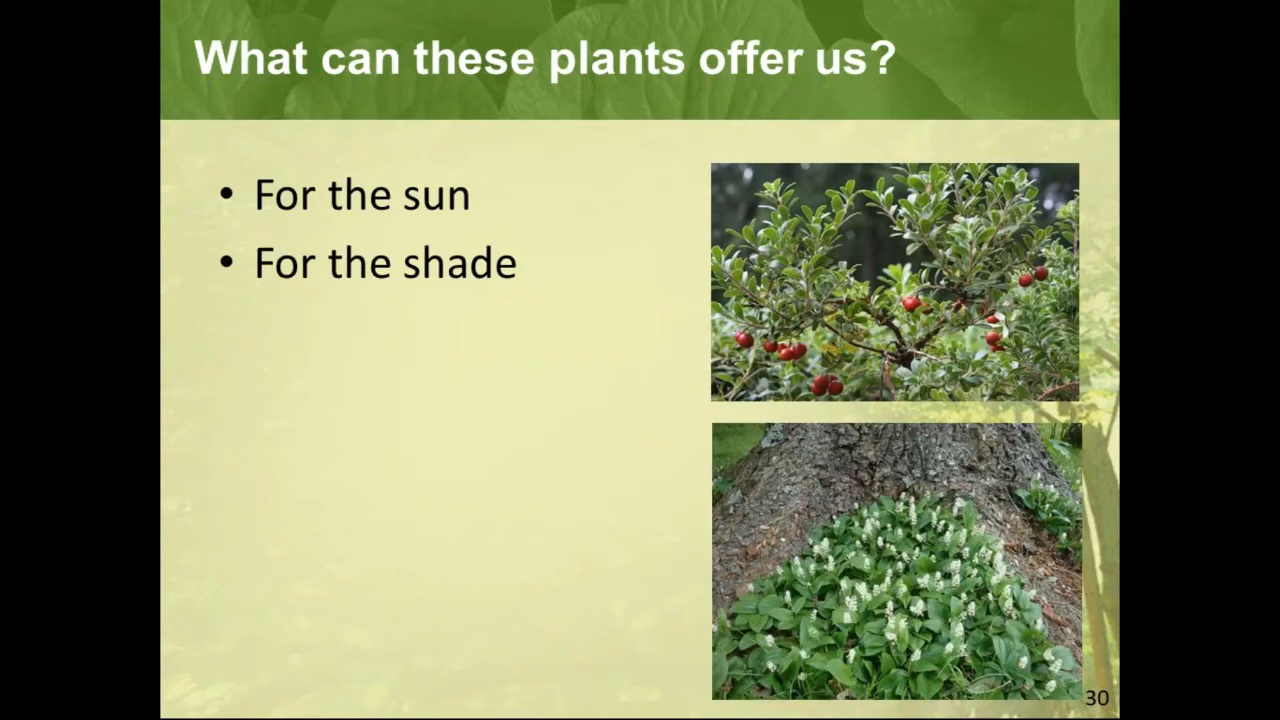 What can these plants offer us?
• For the sun
• For the shade
30